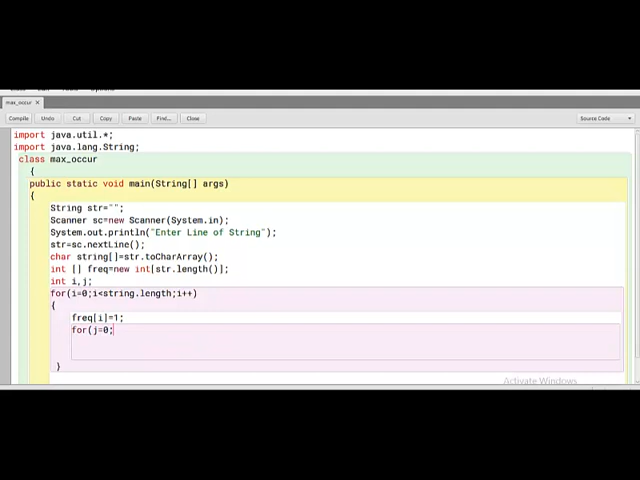 max_occur ×
Compile Undo Cut Copy Paste Find... Close Source Code
import java.util.*;
import java.lang.String;
class max_occur
{
public static void main(String[] args)
{
String str="";
Scanner sc=new Scanner(System.in);
System.out.println("Enter Line of String");
str=sc.nextLine();
char string[]=str.toCharArray();
int [] freq=new int[str.length()];
int i,j;
for(i=0;i<string.length;i++)
{
freq[i]=1;
for(j=0;
}
Activate Windows